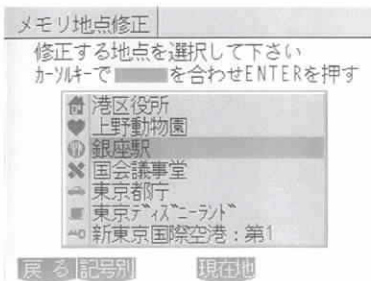 メモリ地点修正
修正する地点を選択して下さい
カーソルキーで を合わせENTERを押す
港区役所
上野動物園
銀座駅
国会議事堂
東京都庁
東京ディズニーランド
新東京国際空港：第1
戻る 記号別 現在地